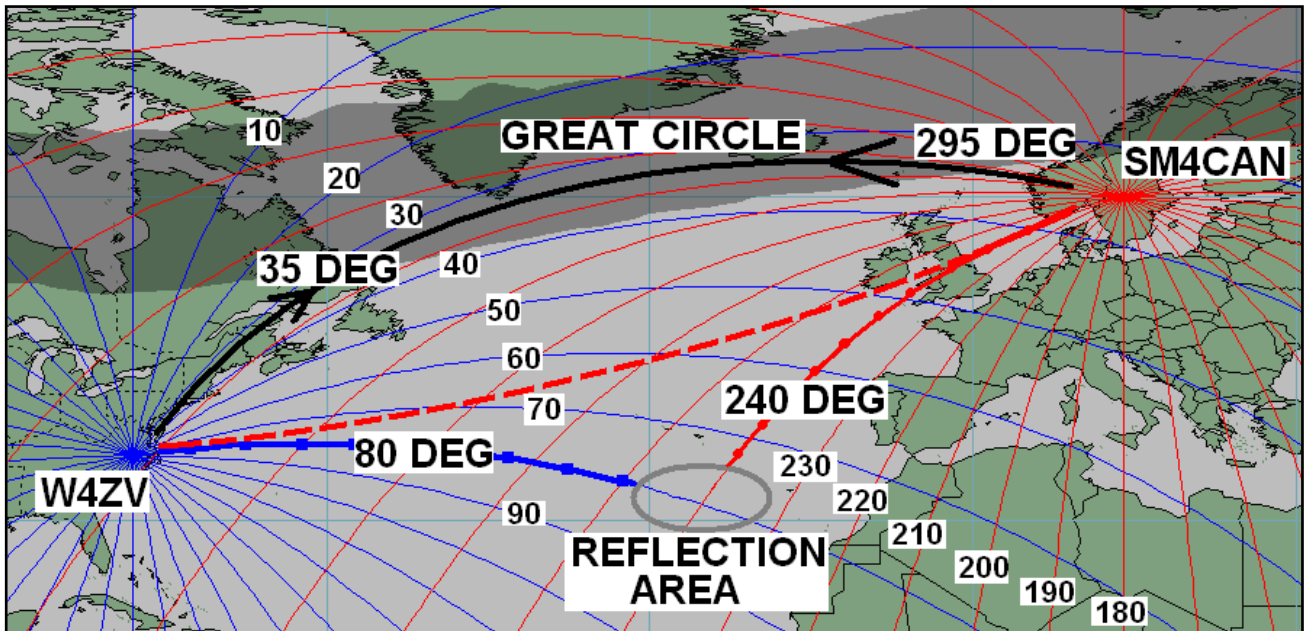 10
GREAT CIRCLE
295 DEG
SM4CAN
20
30
35 DEG
40
50
60
70
240 DEG
80 DEG
230
W4ZV
90
220
210
REFLECTION
AREA
200
190
180